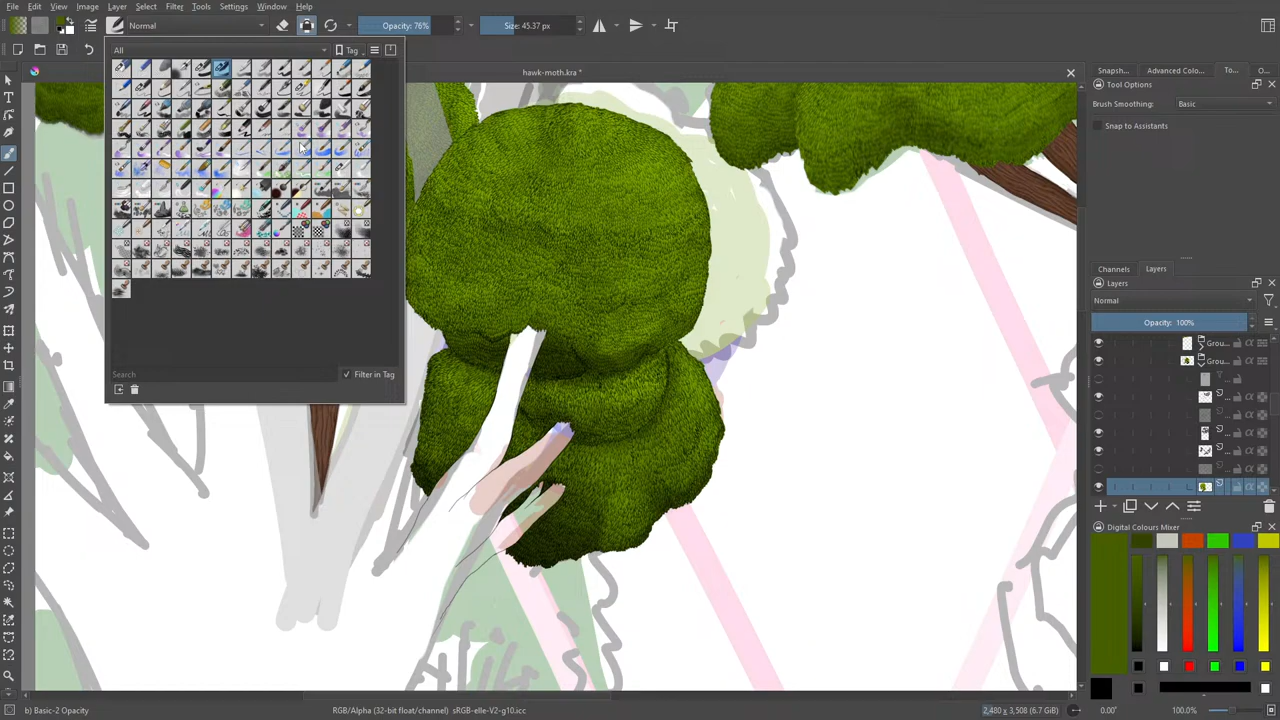 File Edit View Image Layer Select Filter Tools Settings Window Help
Normal Opacity: 76% Size: 45.37 px
All Tag
hawk-moth.kra *
Snapsh... Advanced Colo... To... O...
Tool Options
Brush Smoothing: Basic
Snap to Assistants
Channels Layers
Layers
Normal
Opacity: 100%
Grou...
Grou...
Search Filter in Tag
Digital Colours Mixer
b) Basic-2 Opacity RGB/Alpha (32-bit float/channel) sRGB-elle-V2-g10.icc 2,480 x 3,508 (6.7 GiB) 0.00° 100.0%